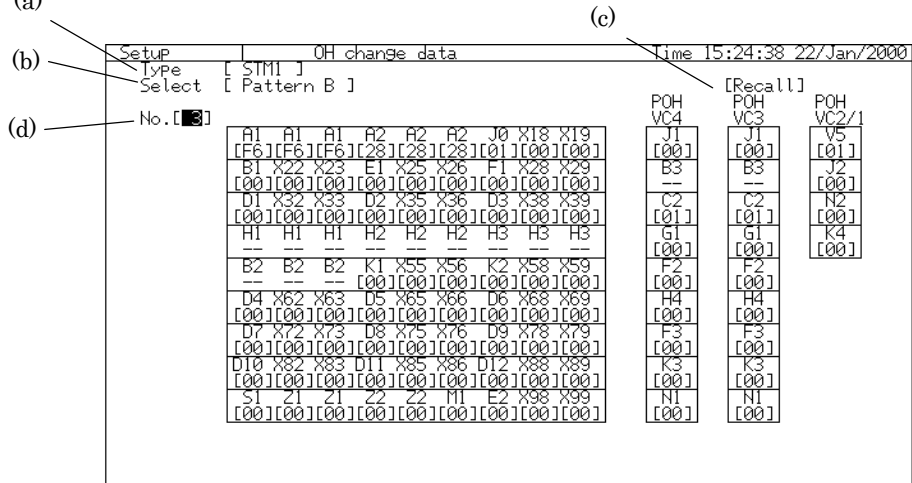 (a)
(c)
Setup OH change data Time 15:24:38 22/Jan/2000
(b)
Type [ STM1 ]
Select [ Pattern B ] [Recall]
POH POH POH
(d) No.[ 3] VC4 VC3 VC2/1
A1 A1 A1 A2 A2 A2 J0 X18 X19 J1 J1 V5
[F6][F6][F6][28][28][28][01][00][00] [00] [00] [01]
B1 X22 X23 E1 X25 X26 F1 X28 X29 B3 B3 J2
[00][00][00][00][00][00][00][00][00] -- -- [00]
D1 X32 X33 D2 X35 X36 D3 X38 X39 C2 C2 N2
[00][00][00][00][00][00][00][00][00] [01] [01] [00]
H1 H1 H1 H2 H2 H2 H3 H3 H3 G1 G1 K4
-- -- -- -- -- -- -- -- -- [00] [00] [00]
B2 B2 B2 K1 X55 X56 K2 X58 X59 F2 F2
-- -- -- [00][00][00][00][00][00] [00] [00]
D4 X62 X63 D5 X65 X66 D6 X68 X69 H4 H4
[00][00][00][00][00][00][00][00][00] [00] [00]
D7 X72 X73 D8 X75 X76 D9 X78 X79 F3 F3
[00][00][00][00][00][00][00][00][00] [00] [00]
D10 X82 X83 D11 X85 X86 D12 X88 X89 K3 K3
[00][00][00][00][00][00][00][00][00] [00] [00]
S1 Z1 Z1 Z2 Z2 M1 E2 X98 X99 N1 N1
[00][00][00][00][00][00][00][00][00] [00] [00]